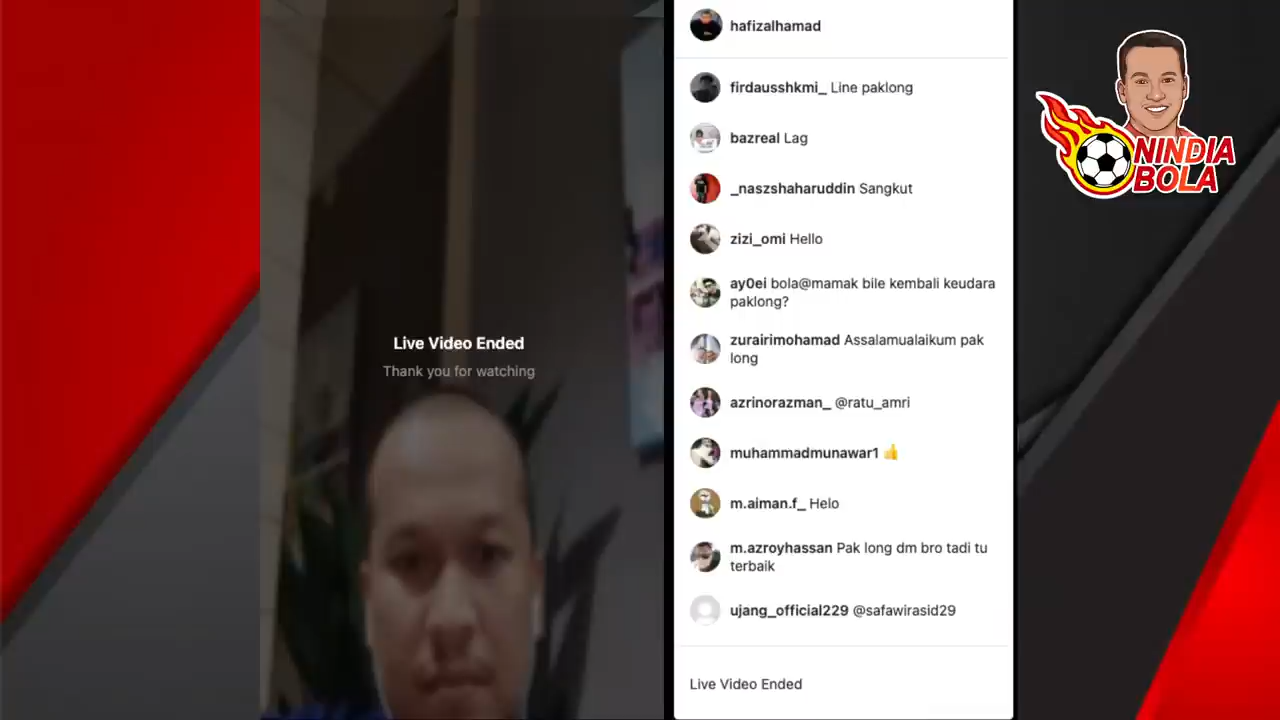 Live Video Ended
Thank you for watching
hafizalhamad
firdausshkmi_ Line paklong
bazreal Lag
_naszshaharuddin Sangkut
zizi_omi Hello
ay0ei bola@mamak bile kembali keudara
paklong?
zurairimohamad Assalamualaikum pak
long
azrinorazman_ @ratu_amri
muhammadmunawar1 👍
m.aiman.f_ Helo
m.azroyhassan Pak long dm bro tadi tu
terbaik
ujang_official229 @safawirasid29
Live Video Ended
NINDIA
BOLA